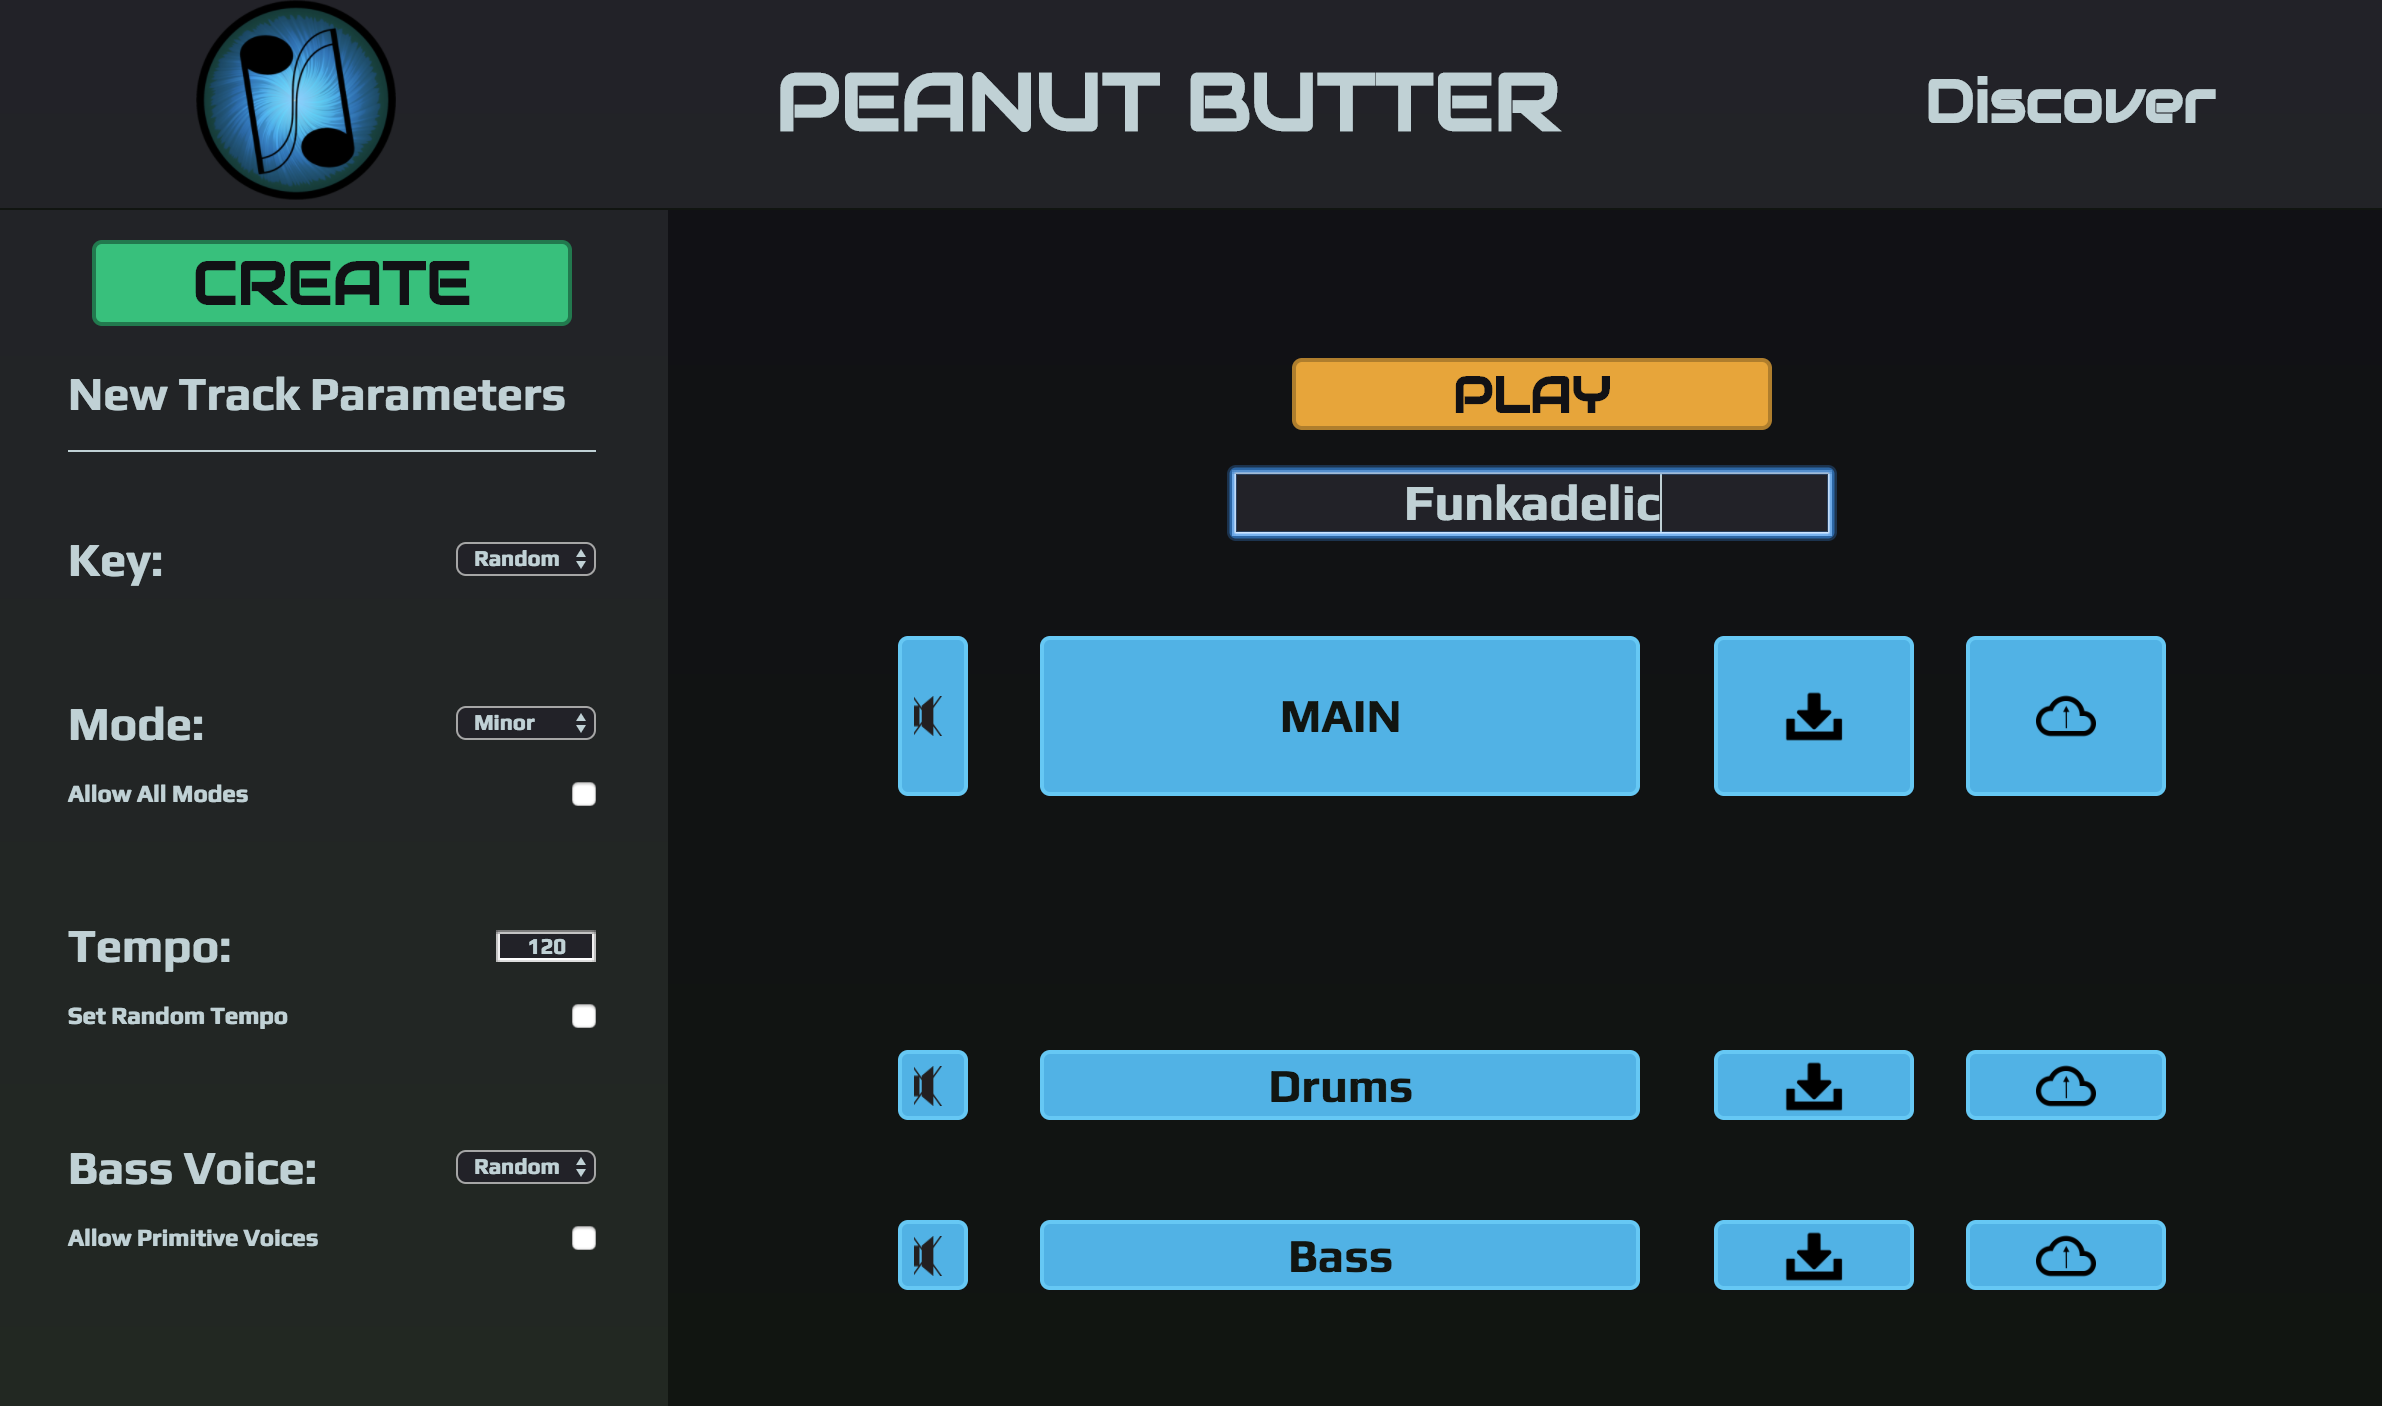 PEANUT BUTTER
Discover
CREATE
New Track Parameters
Key:
Random
Mode:
Minor
Allow All Modes
Tempo:
120
Set Random Tempo
Bass Voice:
Random
Allow Primitive Voices
PLAY
Funkadelic
MAIN
Drums
Bass